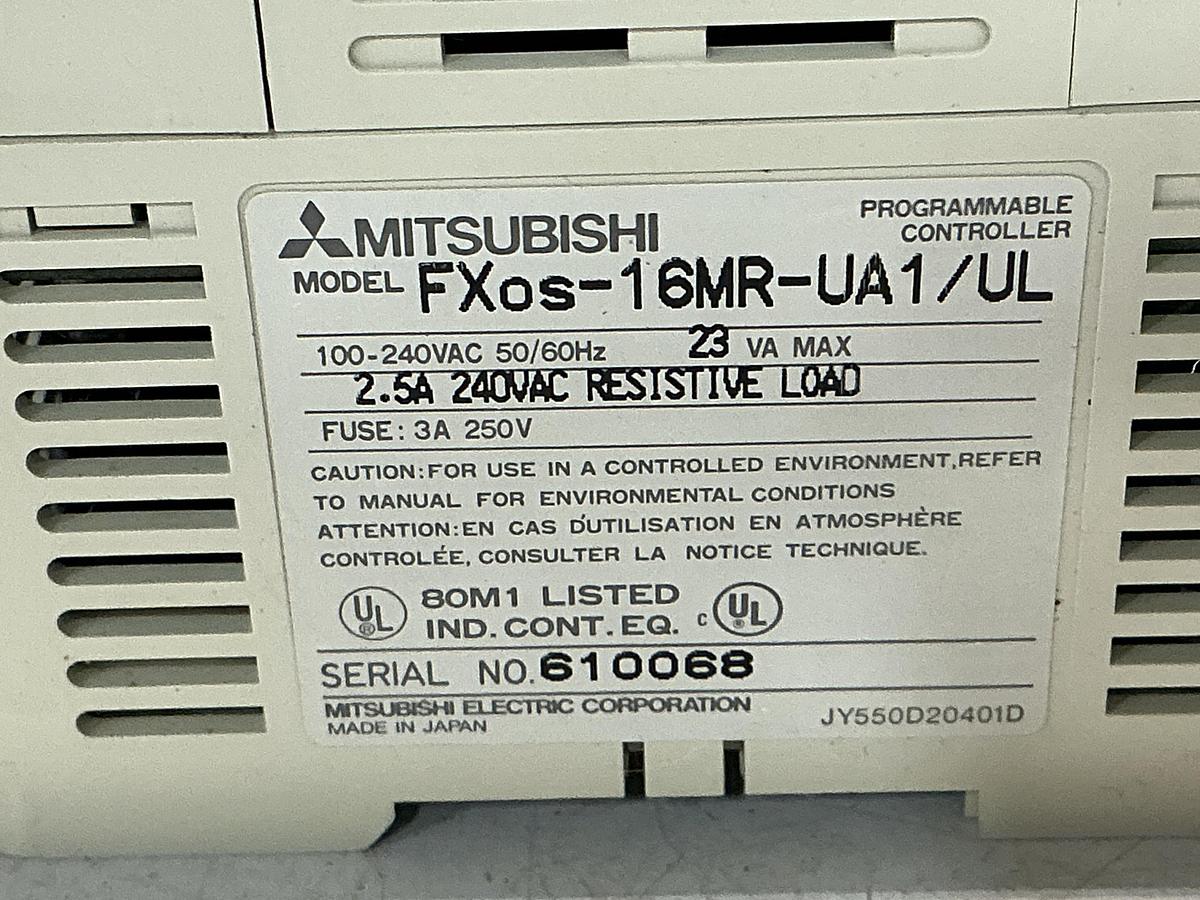 MITSUBISHI
PROGRAMMABLE
CONTROLLER
MODEL FXos-16MR-UA1/UL
100-240VAC 50/60Hz 23 VA MAX
2.5A 240VAC RESISTIVE LOAD
FUSE: 3A 250V
CAUTION:FOR USE IN A CONTROLLED ENVIRONMENT,REFER
TO MANUAL FOR ENVIRONMENTAL CONDITIONS
ATTENTION:EN CAS D'UTILISATION EN ATMOSPHÈRE
CONTROLÉE, CONSULTER LA NOTICE TECHNIQUE.
UL ® 80M1 LISTED
IND. CONT. EQ. c UL ®
SERIAL NO. 610068
MITSUBISHI ELECTRIC CORPORATION
MADE IN JAPAN JY550D20401D